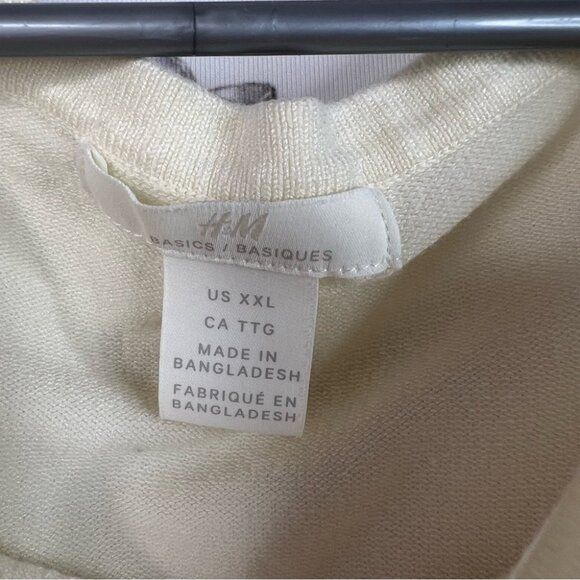 H&M
BASICS / BASIQUES
US XXL
CA TTG
MADE IN
BANGLADESH
FABRIQUÉ EN
BANGLADESH